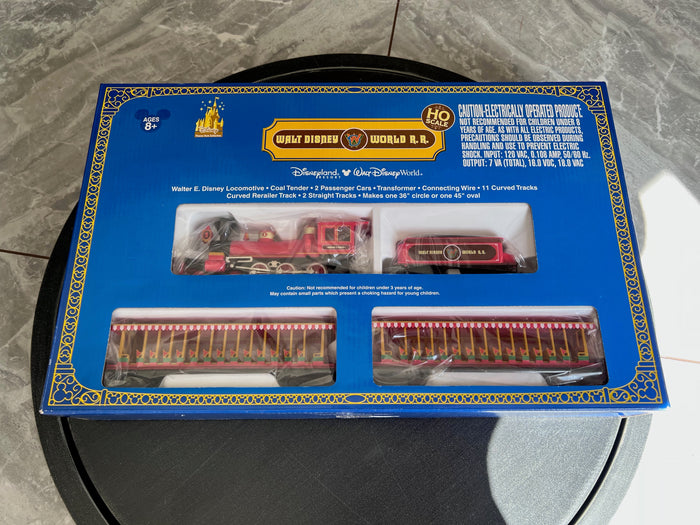 AGES
8+
HO
SCALE
WALT DISNEY WORLD R.R.
Disneyland
RESORT
Walt Disney World
CAUTION-ELECTRICALLY OPERATED PRODUCT
NOT RECOMMENDED FOR CHILDREN UNDER 8
YEARS OF AGE. AS WITH ALL ELECTRIC PRODUCTS,
PRECAUTIONS SHOULD BE OBSERVED DURING
HANDLING AND USE TO PREVENT ELECTRIC
SHOCK. INPUT: 120 VAC, 0.108 AMP, 50/60 Hz.
OUTPUT: 7 VA (TOTAL), 16.0 VDC, 18.0 VAC
Walter E. Disney Locomotive • Coal Tender • 2 Passenger Cars • Transformer • Connecting Wire • 11 Curved Tracks
Curved Rerailer Track • 2 Straight Tracks • Makes one 36" circle or one 45" oval
WALT DISNEY WORLD R.R.
Caution: Not recommended for children under 3 years of age.
May contain small parts which present a choking hazard for young children.